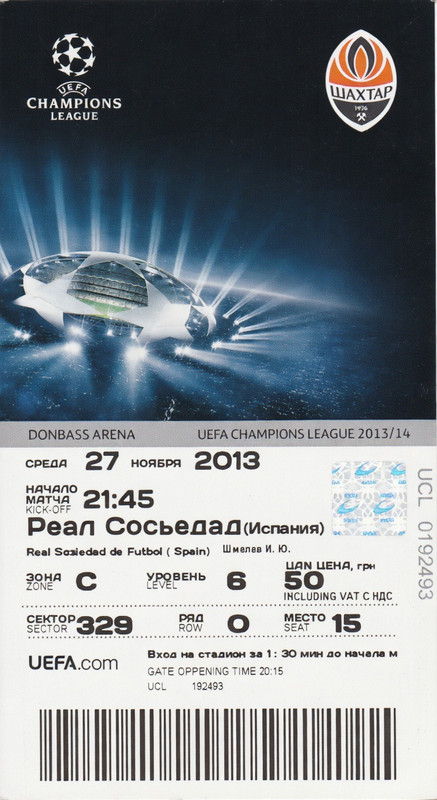 UEFA
CHAMPIONS
LEAGUE
ШАХТАР
1936
DONBASS ARENA UEFA CHAMPIONS LEAGUE 2013/14
СРЕДА 27 НОЯБРЯ 2013
НАЧАЛО
МАТЧА 21:45
KICK-OFF
Реал Сосьедад (Испания)
Real Sosiedad de Futbol ( Spain) Шмелев И. Ю.
ЗОНА C УРОВЕНЬ 6 ЦАН ЦЕНА, грн 50
ZONE LEVEL INCLUDING VAT С НДС
СЕКТОР 329 РЯД 0 МЕСТО 15
SECTOR ROW SEAT
UEFA.com Вход на стадион за 1: 30 мин до начала м
GATE OPPENING TIME 20:15
UCL 192493
UCL 0192493